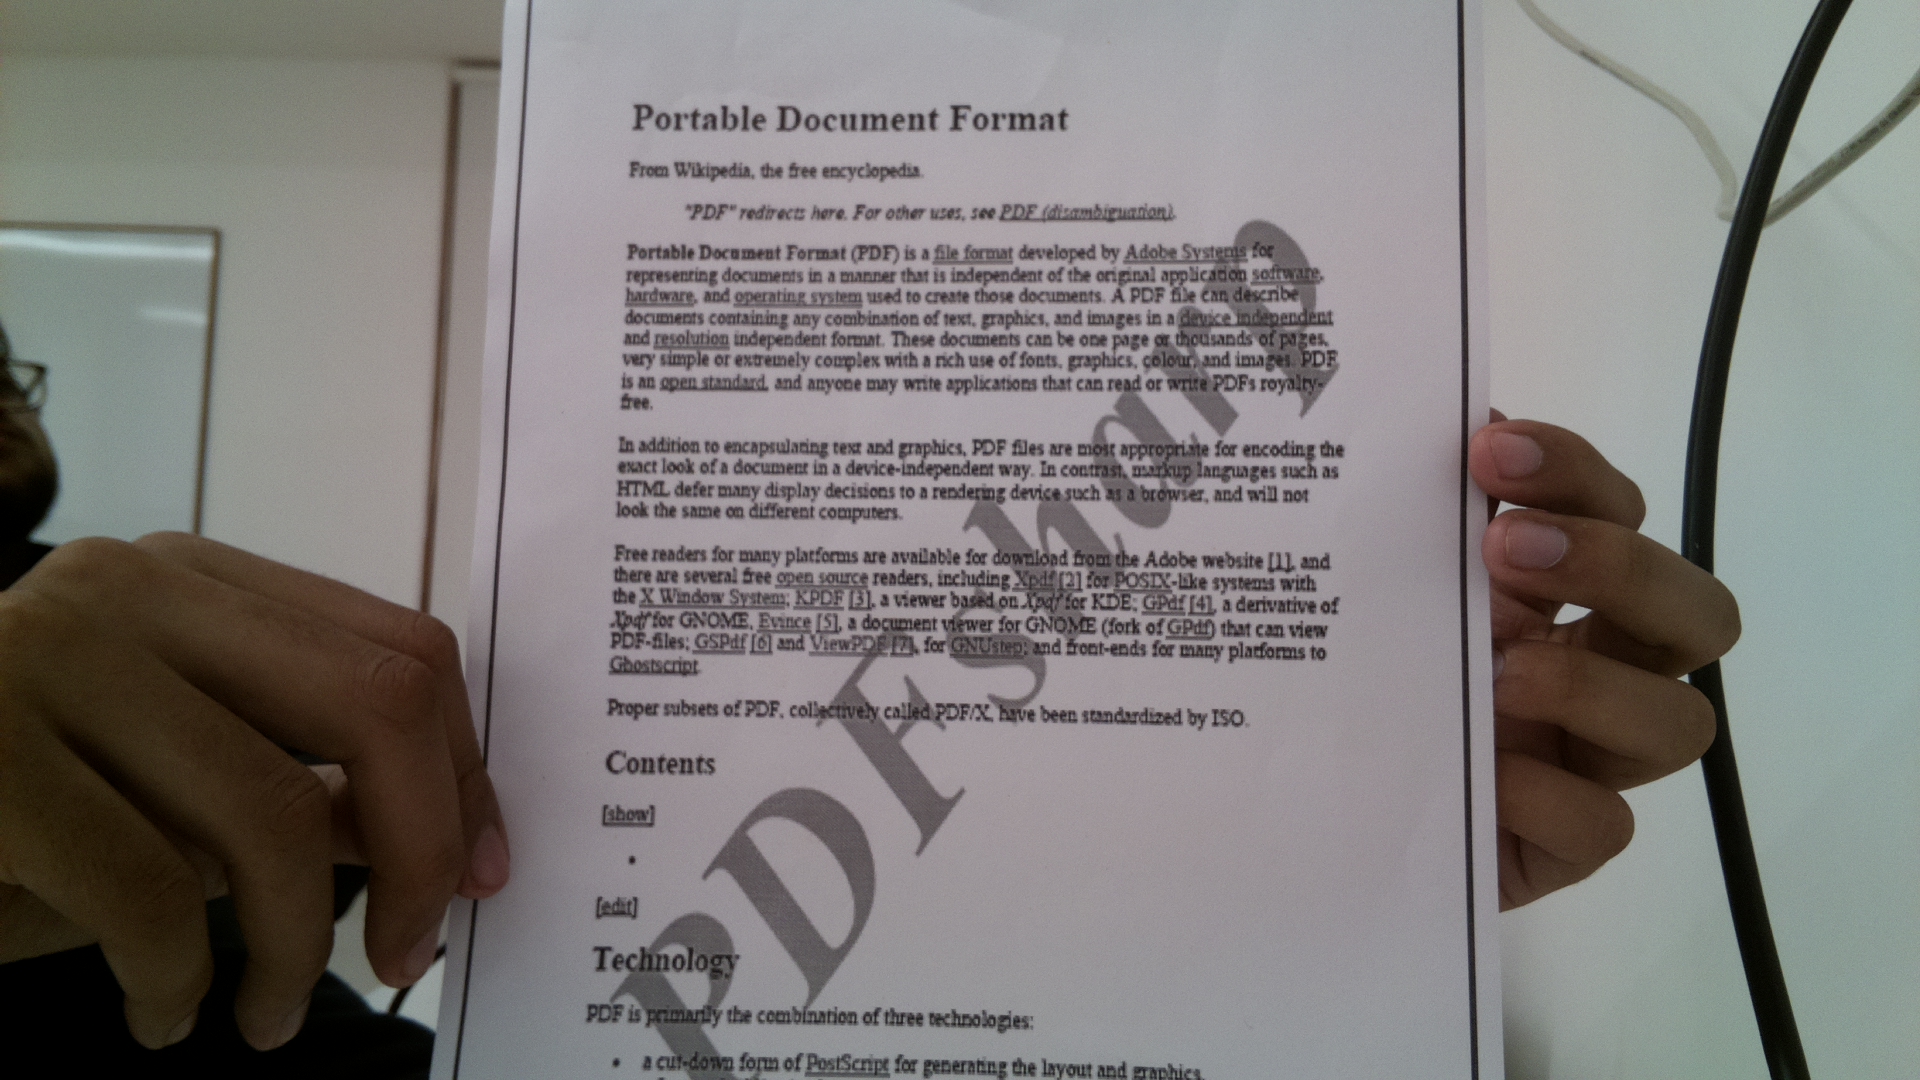 Portable Document Format
From Wikipedia, the free encyclopedia.
"PDF" redirects here. For other uses, see PDF (disambiguation).
Portable Document Format (PDF) is a file format developed by Adobe Systems for
representing documents in a manner that is independent of the original application software,
hardware, and operating system used to create those documents. A PDF file can describe
documents containing any combination of text, graphics, and images in a device independent
and resolution independent format. These documents can be one page or thousands of pages,
very simple or extremely complex with a rich use of fonts, graphics, colour, and images. PDF
is an open standard, and anyone may write applications that can read or write PDFs royalty-
free.
In addition to encapsulating text and graphics, PDF files are most appropriate for encoding the
exact look of a document in a device-independent way. In contrast, markup languages such as
HTML defer many display decisions to a rendering device such as a browser, and will not
look the same on different computers.
Free readers for many platforms are available for download from the Adobe website [1], and
there are several free open source readers, including Xpdf [2] for POSIX-like systems with
the X Window System; KPDF [3], a viewer based on Xpdf for KDE; GPdf [4], a derivative of
Xpdf for GNOME, Evince [5], a document viewer for GNOME (fork of GPdf) that can view
PDF-files; GSPdf [6] and ViewPDF [7], for GNUstep; and front-ends for many platforms to
Ghostscript.
Proper subsets of PDF, collectively called PDF/X, have been standardized by ISO.
Contents
[show]
•
[edit]
Technology
PDF is primarily the combination of three technologies:
• a cut-down form of PostScript for generating the layout and graphics,
PDFsharp